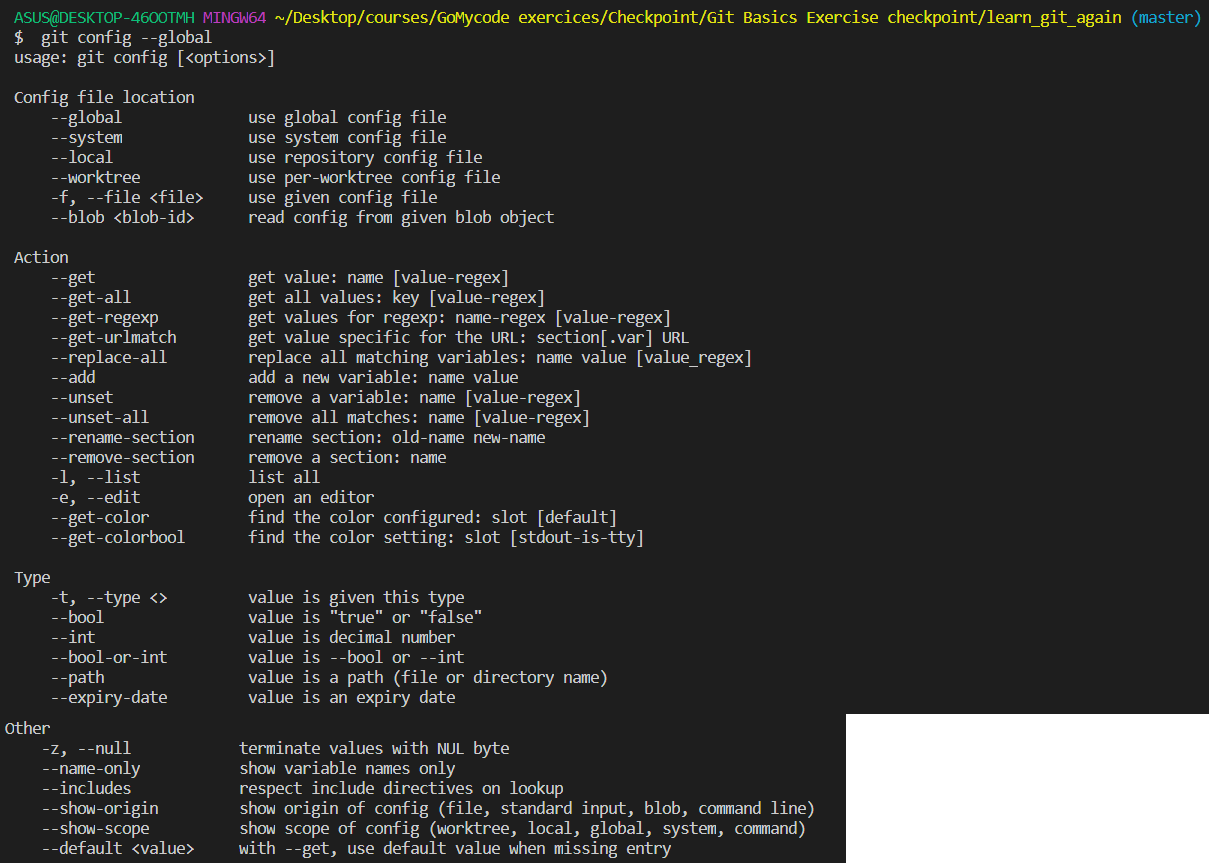 ASUS@DESKTOP-46OOTMH MINGW64 ~/Desktop/courses/GoMycode exercices/Checkpoint/Git Basics Exercise checkpoint/learn_git_again (master)
$  git config --global
usage: git config [<options>]

Config file location
    --global              use global config file
    --system              use system config file
    --local               use repository config file
    --worktree            use per-worktree config file
    -f, --file <file>     use given config file
    --blob <blob-id>      read config from given blob object

Action
    --get                 get value: name [value-regex]
    --get-all             get all values: key [value-regex]
    --get-regexp          get values for regexp: name-regex [value-regex]
    --get-urlmatch        get value specific for the URL: section[.var] URL
    --replace-all         replace all matching variables: name value [value_regex]
    --add                 add a new variable: name value
    --unset               remove a variable: name [value-regex]
    --unset-all           remove all matches: name [value-regex]
    --rename-section      rename section: old-name new-name
    --remove-section      remove a section: name
    -l, --list            list all
    -e, --edit            open an editor
    --get-color           find the color configured: slot [default]
    --get-colorbool       find the color setting: slot [stdout-is-tty]

Type
    -t, --type <>         value is given this type
    --bool                value is "true" or "false"
    --int                 value is decimal number
    --bool-or-int         value is --bool or --int
    --path                value is a path (file or directory name)
    --expiry-date         value is an expiry date

Other
    -z, --null            terminate values with NUL byte
    --name-only           show variable names only
    --includes            respect include directives on lookup
    --show-origin         show origin of config (file, standard input, blob, command line)
    --show-scope          show scope of config (worktree, local, global, system, command)
    --default <value>     with --get, use default value when missing entry